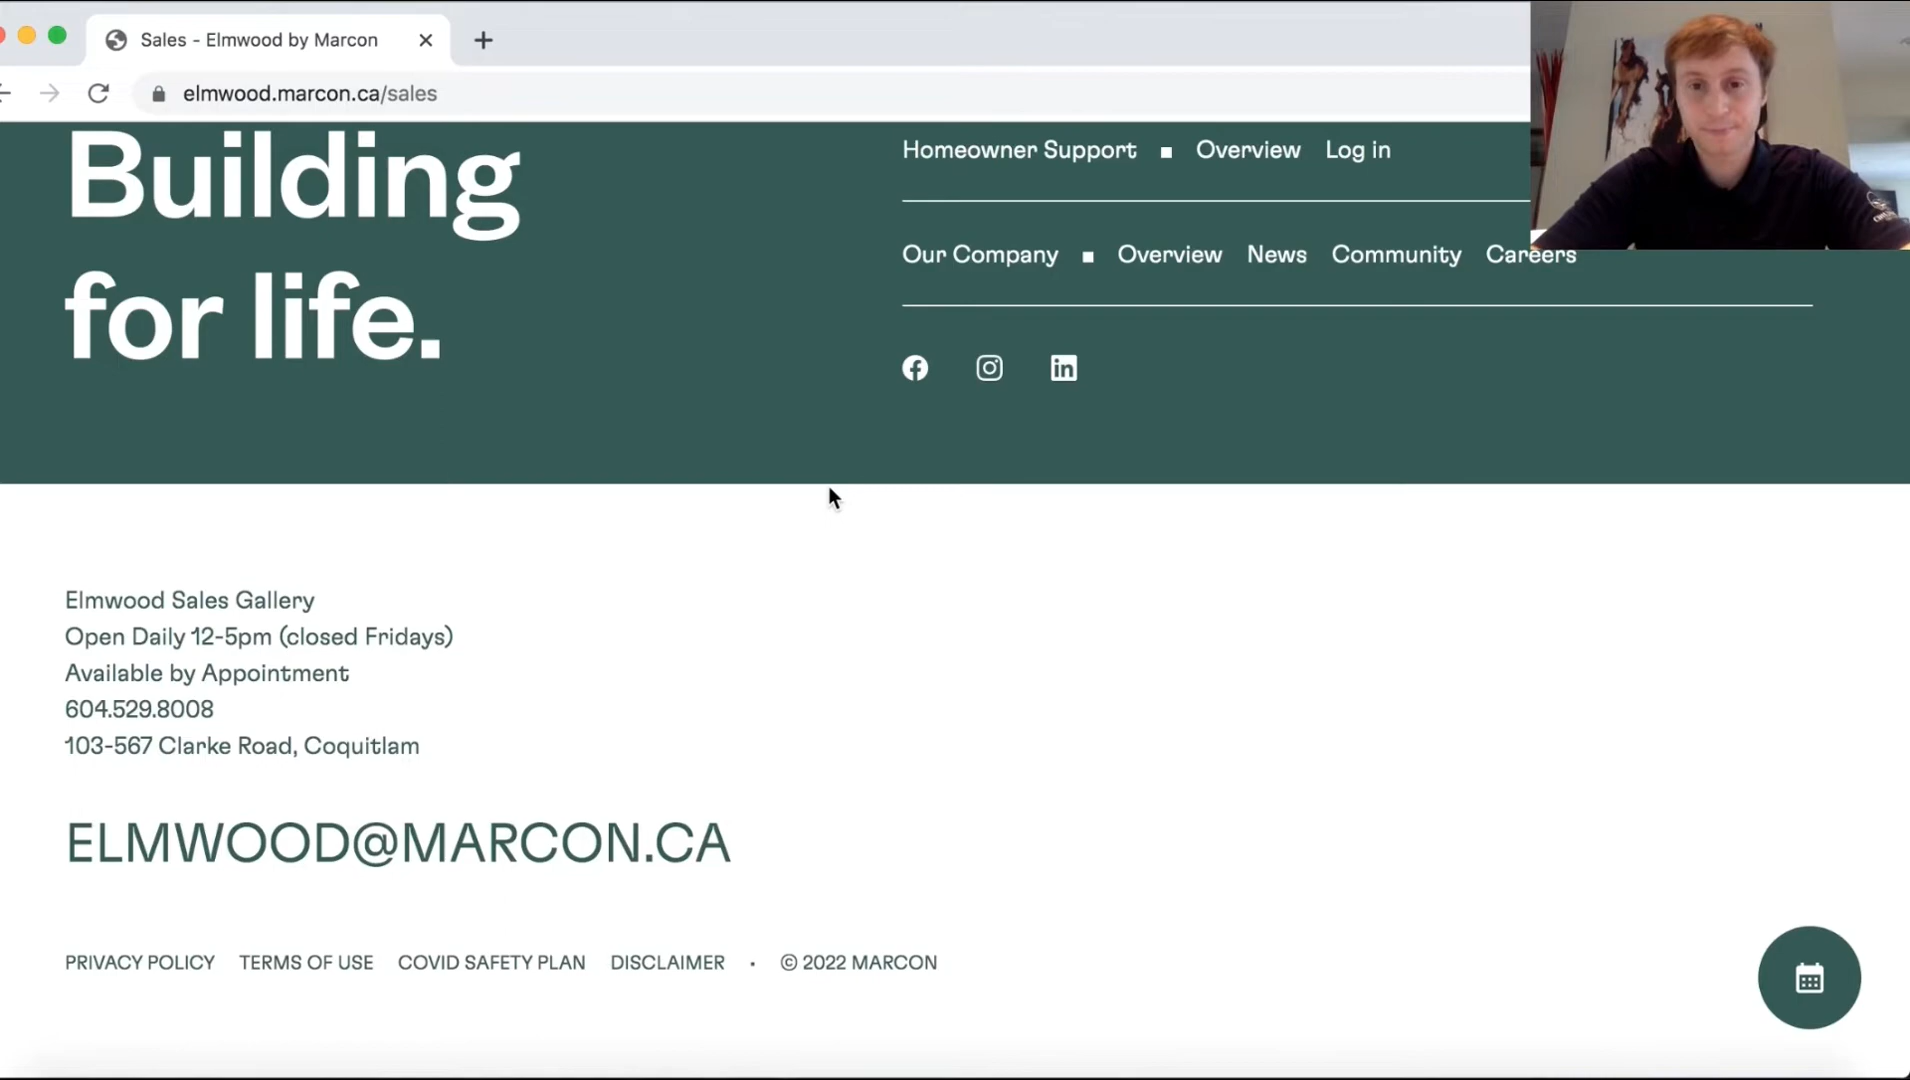 Sales - Elmwood by Marcon
elmwood.marcon.ca/sales
Building
for life.
Homeowner Support ■ Overview Log in
Our Company ■ Overview News Community Careers
Elmwood Sales Gallery
Open Daily 12-5pm (closed Fridays)
Available by Appointment
604.529.8008
103-567 Clarke Road, Coquitlam
ELMWOOD@MARCON.CA
PRIVACY POLICY TERMS OF USE COVID SAFETY PLAN DISCLAIMER · © 2022 MARCON